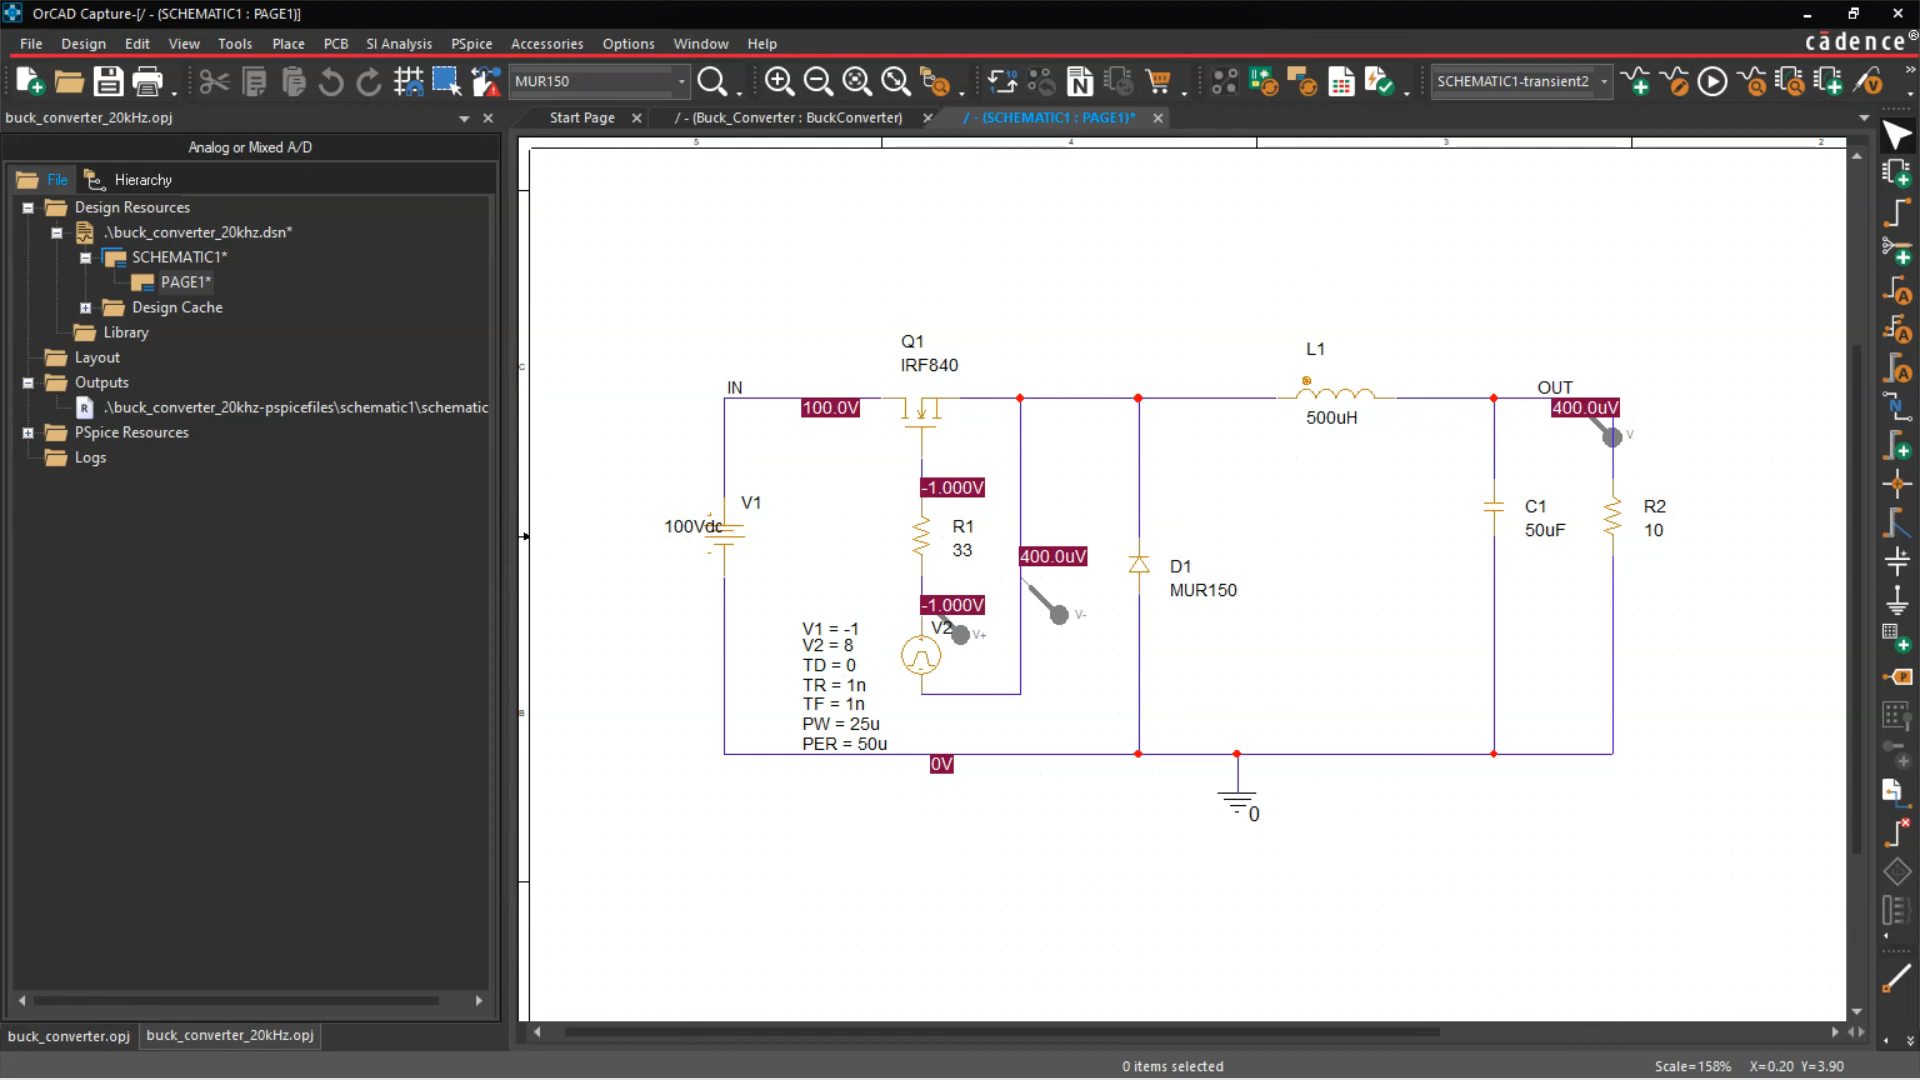 OrCAD Capture-[/ - (SCHEMATIC1 : PAGE1)]
File Design Edit View Tools Place PCB SI Analysis PSpice Accessories Options Window Help
cādence®
MUR150
SCHEMATIC1-transient2
buck_converter_20kHz.opj
Start Page
/ - (Buck_Converter : BuckConverter)
/ - (SCHEMATIC1 : PAGE1)*
Analog or Mixed A/D
File
Hierarchy
Design Resources
.\buck_converter_20khz.dsn*
SCHEMATIC1*
PAGE1*
Design Cache
Library
Layout
Outputs
.\buck_converter_20khz-pspicefiles\schematic1\schematic
PSpice Resources
Logs
5
4
3
2
C
B
Q1
IRF840
L1
500uH
IN
100.0V
OUT
400.0uV
V
-1.000V
V1
100Vdc
R1
33
C1
50uF
R2
10
400.0uV
V-
D1
MUR150
-1.000V
V2
V+
V1 = -1
V2 = 8
TD = 0
TR = 1n
TF = 1n
PW = 25u
PER = 50u
0V
0
buck_converter.opj
buck_converter_20kHz.opj
0 items selected
Scale=158%
X=0.20 Y=3.90